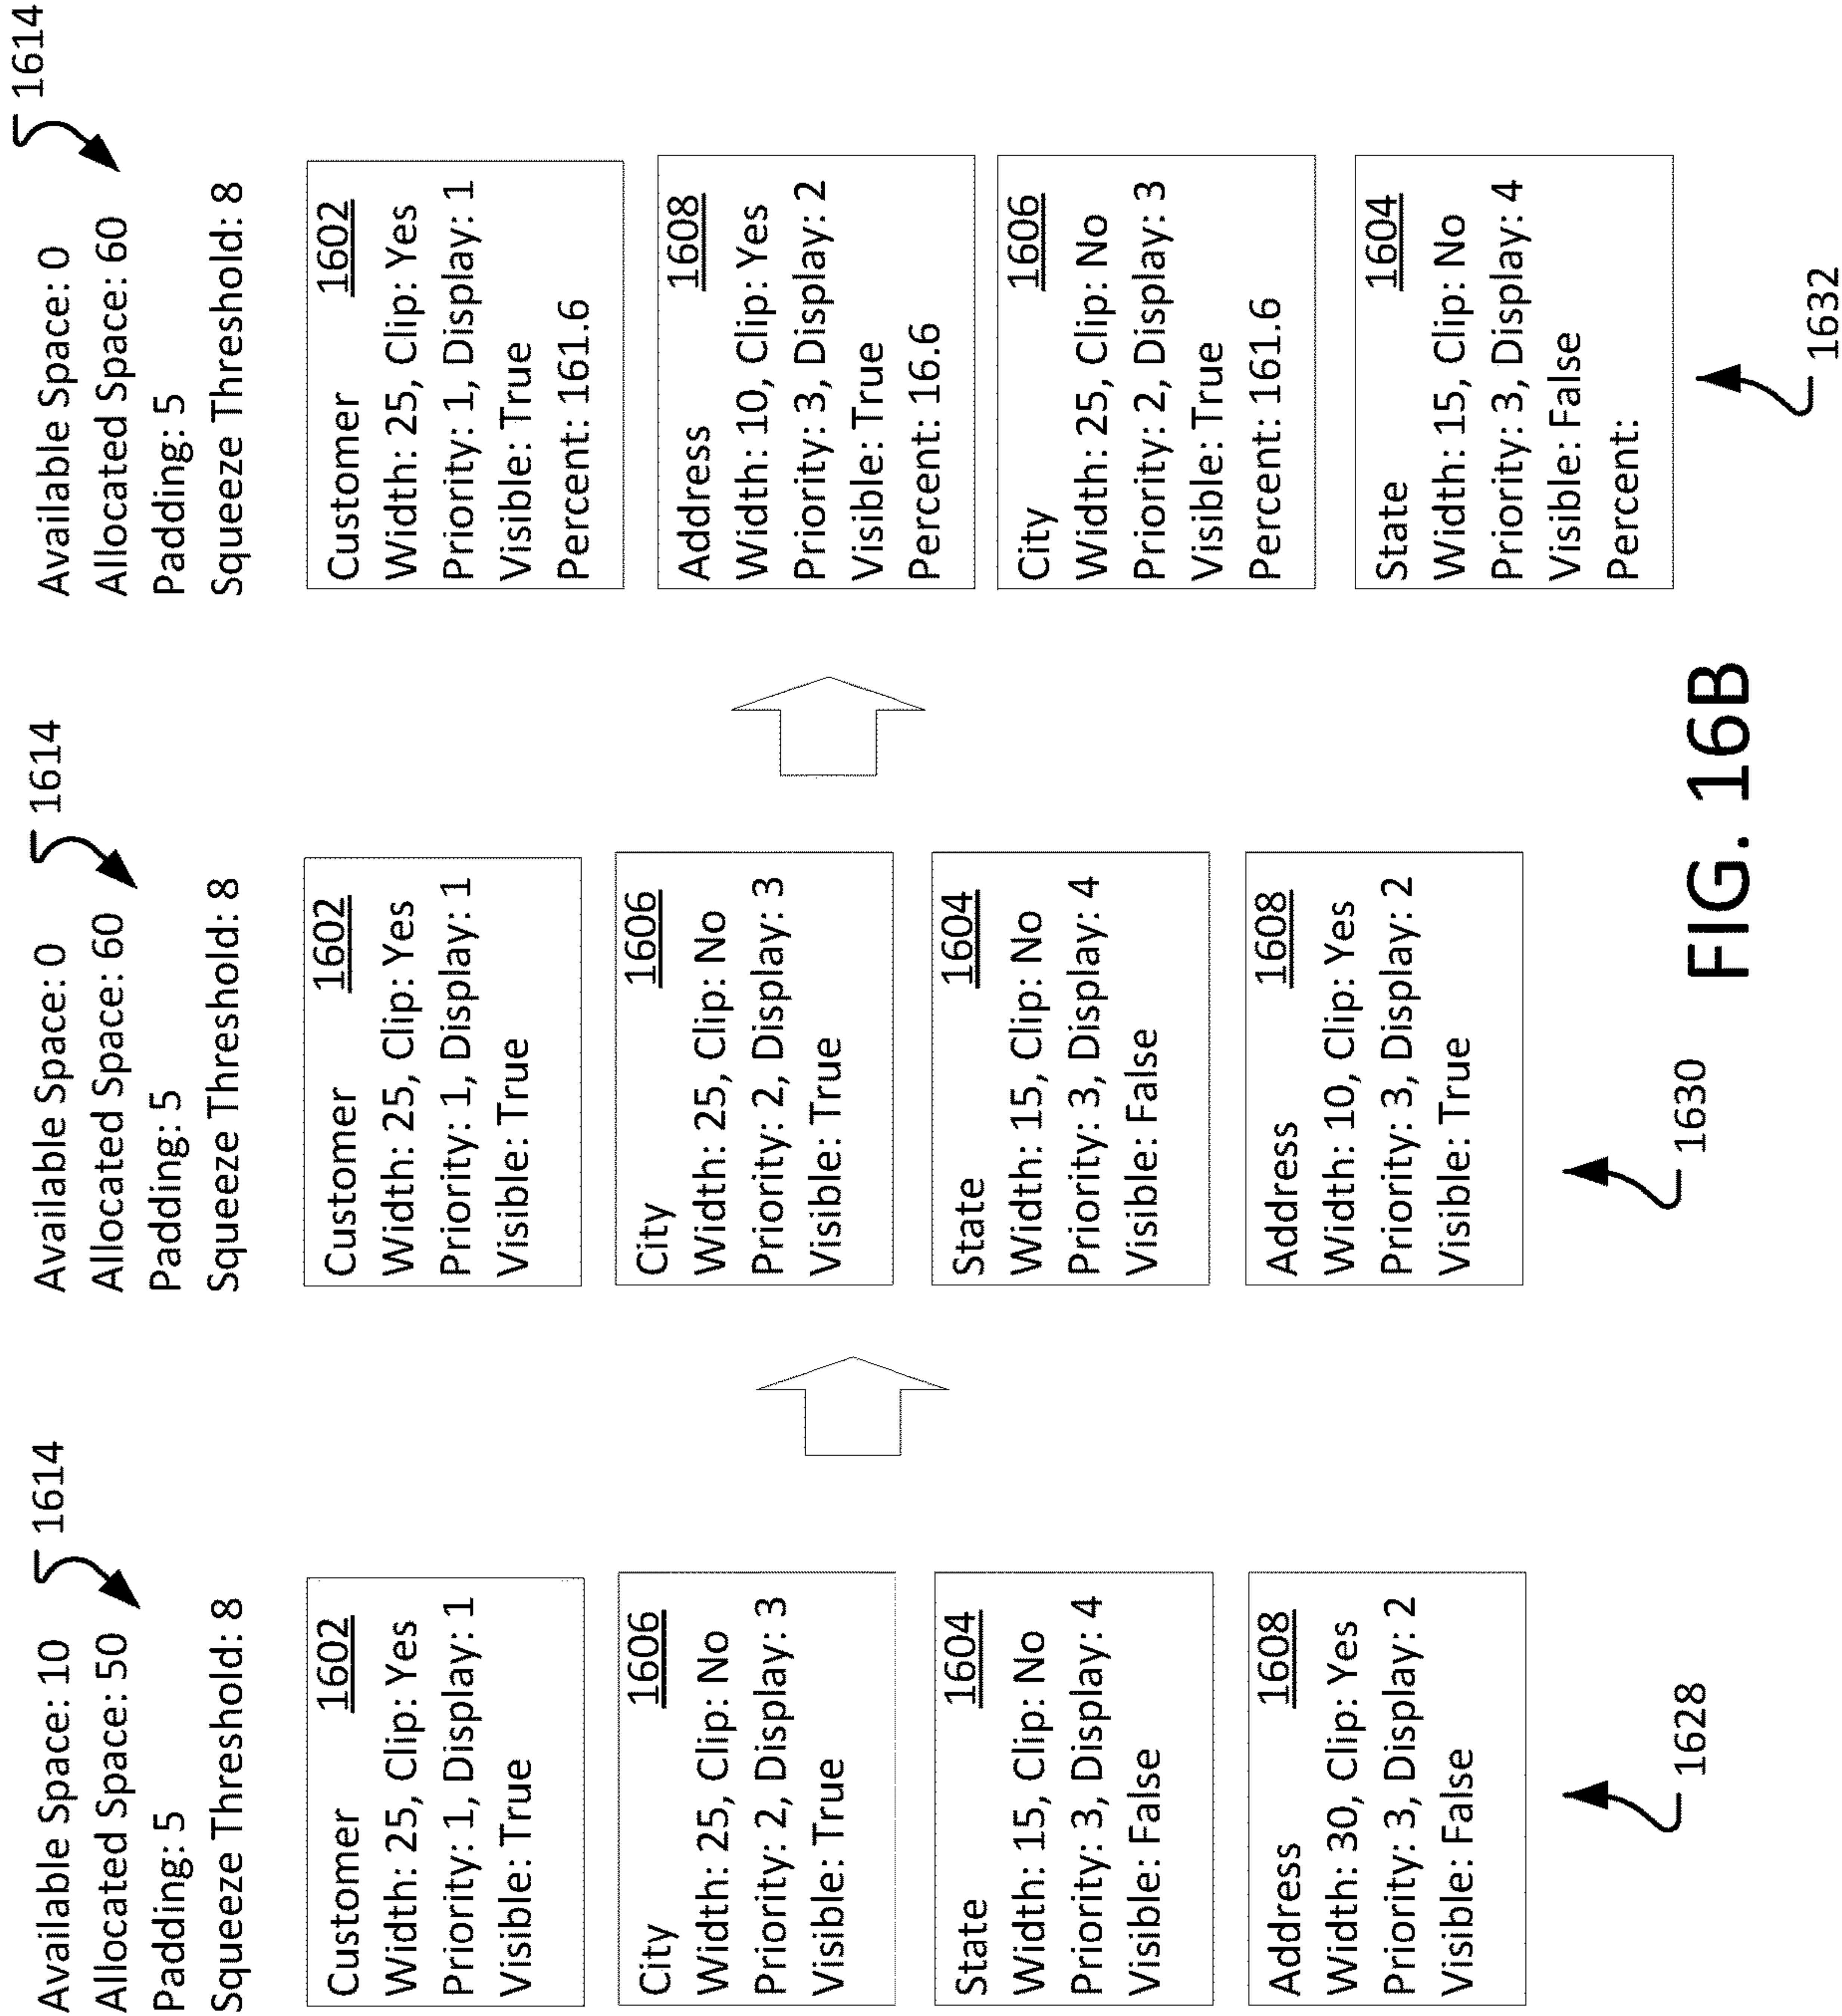 Available Space: 10
Allocated Space: 50
Padding: 5
Squeeze Threshold: 8
1614
Customer
1602
Width: 25, Clip: Yes
Priority: 1, Display: 1
Visible: True
City
1606
Width: 25, Clip: No
Priority: 2, Display: 3
Visible: True
State
1604
Width: 15, Clip: No
Priority: 3, Display: 4
Visible: False
Address
1608
Width: 30, Clip: Yes
Priority: 3, Display: 2
Visible: False
1628
Available Space: 0
Allocated Space: 60
Padding: 5
Squeeze Threshold: 8
1614
Customer
1602
Width: 25, Clip: Yes
Priority: 1, Display: 1
Visible: True
City
1606
Width: 25, Clip: No
Priority: 2, Display: 3
Visible: True
State
1604
Width: 15, Clip: No
Priority: 3, Display: 4
Visible: False
Address
1608
Width: 10, Clip: Yes
Priority: 3, Display: 2
Visible: True
1630
Available Space: 0
Allocated Space: 60
Padding: 5
Squeeze Threshold: 8
1614
Customer
1602
Width: 25, Clip: Yes
Priority: 1, Display: 1
Visible: True
Percent: 161.6
Address
1608
Width: 10, Clip: Yes
Priority: 3, Display: 2
Visible: True
Percent: 16.6
City
1606
Width: 25, Clip: No
Priority: 2, Display: 3
Visible: True
Percent: 161.6
State
1604
Width: 15, Clip: No
Priority: 3, Display: 4
Visible: False
Percent:
1632
FIG. 16B